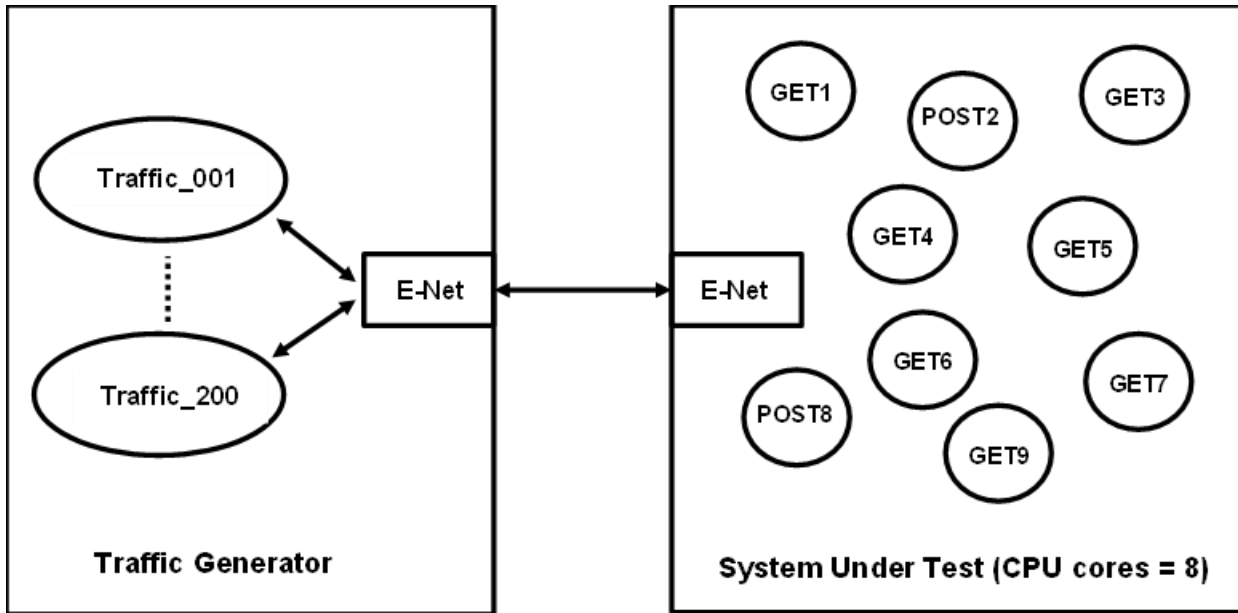 Traffic_001
E-Net
Traffic_200
Traffic Generator
GET1
POST2
GET3
GET4
GET5
E-Net
GET6
GET7
POST8
GET9
System Under Test (CPU cores = 8)